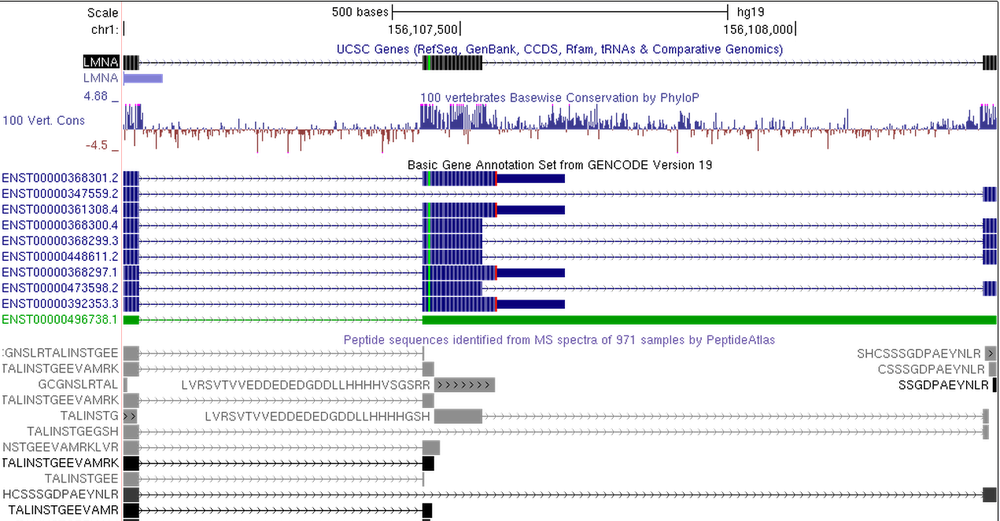 Scale 500 bases hg19
chr1: 156,107,500 156,108,000
UCSC Genes (RefSeq, GenBank, CCDS, Rfam, tRNAs & Comparative Genomics)
LMNA
LMNA
4.88 _
100 vertebrates Basewise Conservation by PhyloP
100 Vert. Cons
-4.5 _
Basic Gene Annotation Set from GENCODE Version 19
ENST00000368301.2
ENST00000347559.2
ENST00000361308.4
ENST00000368300.4
ENST00000368299.3
ENST00000448611.2
ENST00000368297.1
ENST00000473598.2
ENST00000392353.3
ENST00000496738.1
Peptide sequences identified from MS spectra of 971 samples by PeptideAtlas
:GNSLRTALINSTGEE SHCSSSGDPAEYNLR
TALINSTGEEVAMRK CSSSGDPAEYNLR
GCGNSLRTAL LVRSVTVVEDDEDEDGDDLLHHHHVSGSRR SSGDPAEYNLR
TALINSTGEEVAMRK
TALINSTG LVRSVTVVEDDEDEDGDDLLHHHHGSH
TALINSTGEGSH
NSTGEEVAMRKLVR
TALINSTGEEVAMRK
TALINSTGEE
HCSSSGDPAEYNLR
TALINSTGEEVAMR